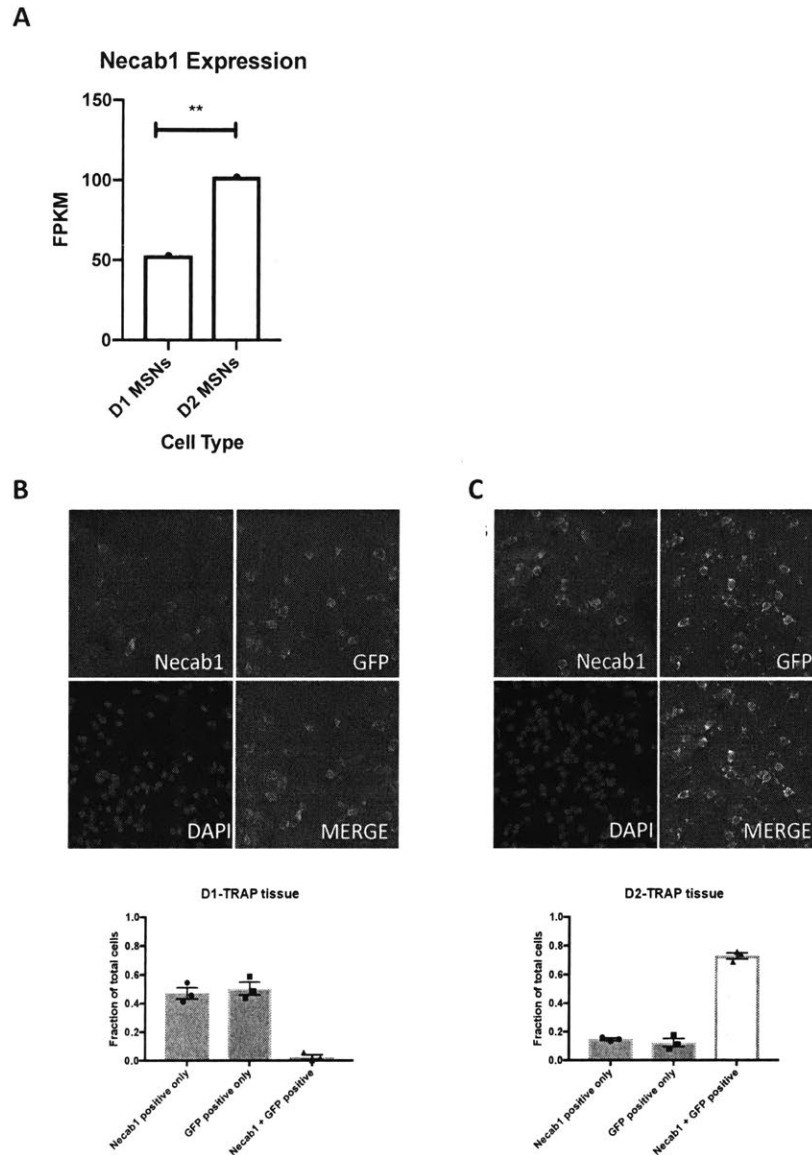 A
Necab1 Expression
**
150
100
50
0
FPKM
D1 MSNs
D2 MSNs
Cell Type
B
Necab1
GFP
DAPI
MERGE
D1-TRAP tissue
1.0
0.8
0.6
0.4
0.2
0.0
Fraction of total cells
Necab1 positive only
GFP positive only
Necab1 + GFP positive
C
Necab1
GFP
DAPI
MERGE
D2-TRAP tissue
1.0
0.8
0.6
0.4
0.2
0.0
Fraction of total cells
Necab1 positive only
GFP positive only
Necab1 + GFP positive